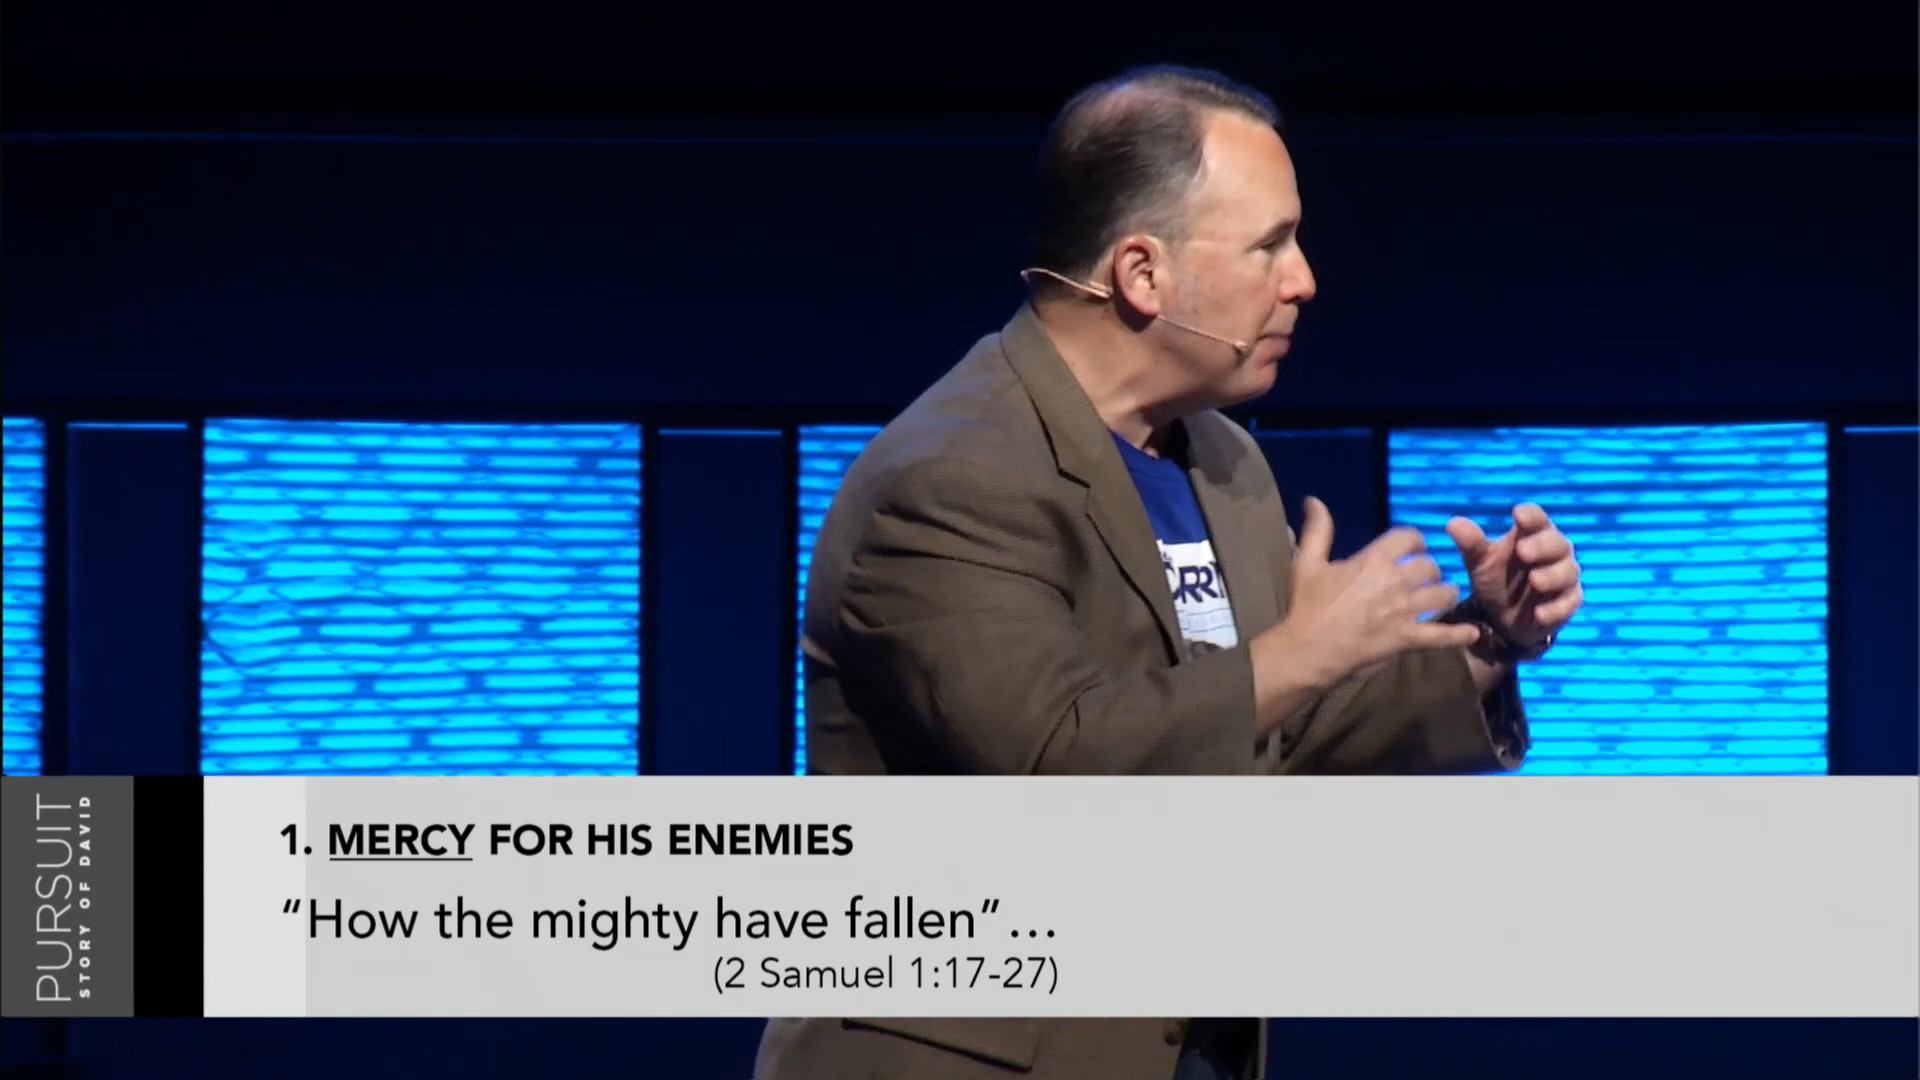 PURSUIT
STORY OF DAVID
1. MERCY FOR HIS ENEMIES
“How the mighty have fallen”...
(2 Samuel 1:17-27)